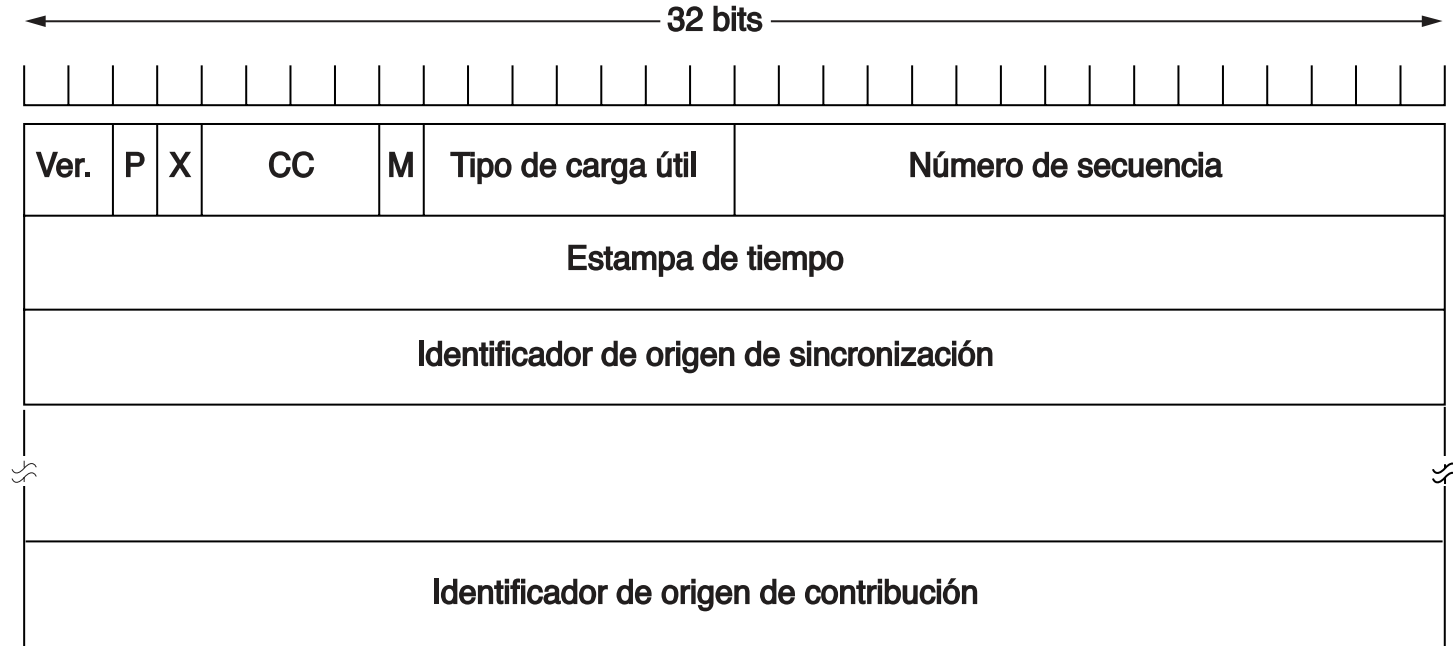 32 bits
Ver. P X CC M Tipo de carga útil Número de secuencia
Estampa de tiempo
Identificador de origen de sincronización
Identificador de origen de contribución